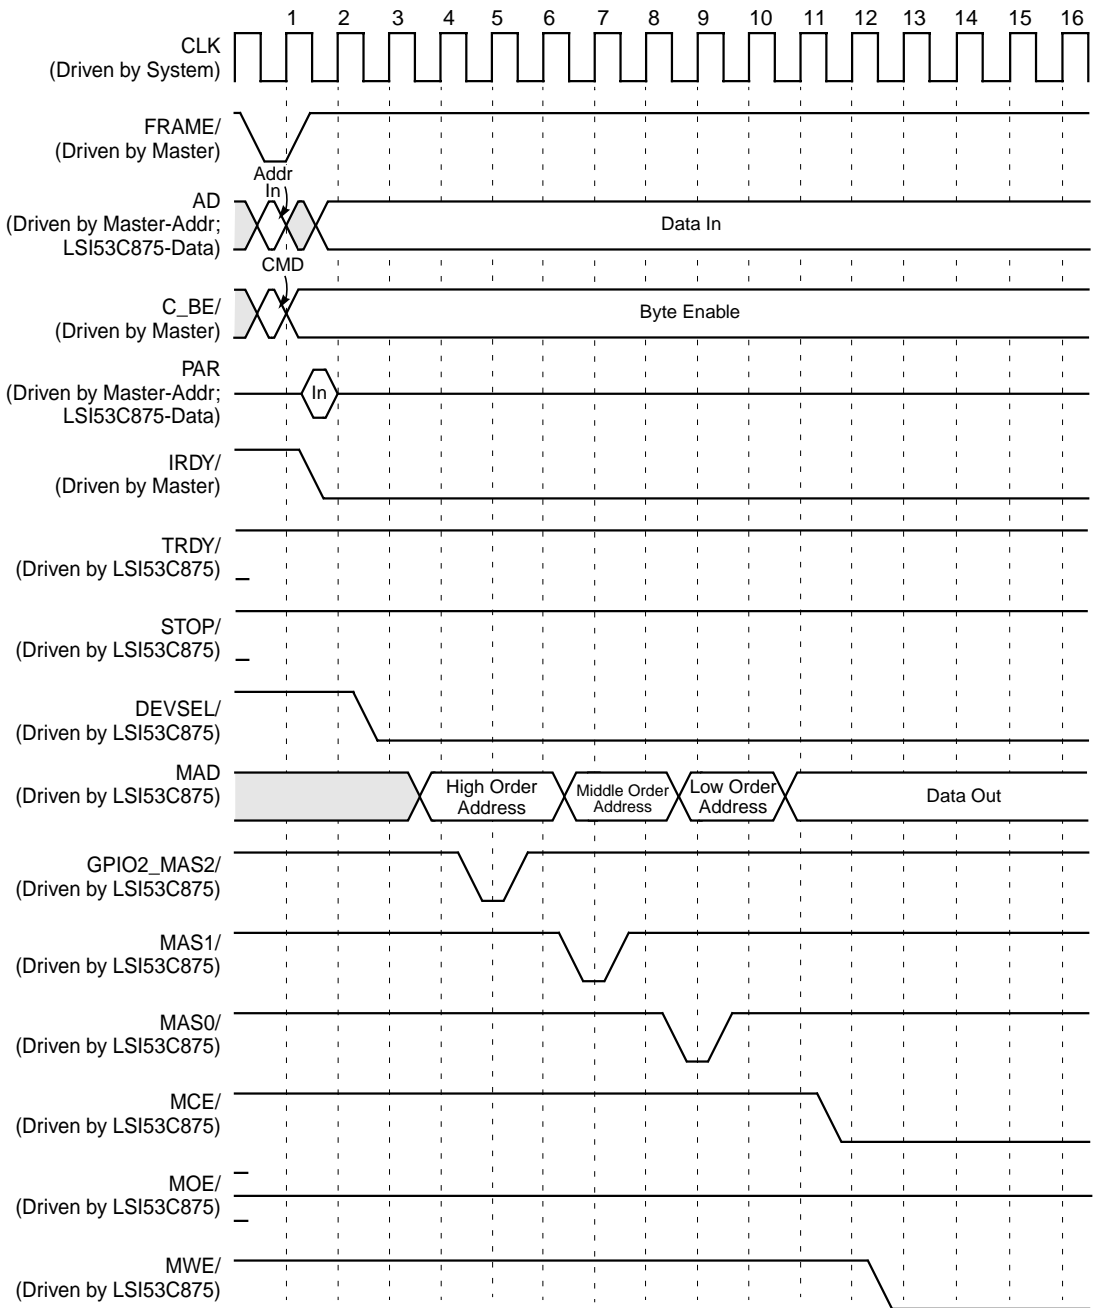 1 2 3 4 5 6 7 8 9 10 11 12 13 14 15 16
CLK
(Driven by System)
FRAME/
(Driven by Master)
Addr
In
AD
(Driven by Master-Addr;
LSI53C875-Data)
Data In
CMD
C_BE/
(Driven by Master)
Byte Enable
PAR
(Driven by Master-Addr;
LSI53C875-Data)
In
IRDY/
(Driven by Master)
TRDY/
(Driven by LSI53C875)
STOP/
(Driven by LSI53C875)
DEVSEL/
(Driven by LSI53C875)
MAD
(Driven by LSI53C875)
High Order
Address
Middle Order
Address
Low Order
Address
Data Out
GPIO2_MAS2/
(Driven by LSI53C875)
MAS1/
(Driven by LSI53C875)
MAS0/
(Driven by LSI53C875)
MCE/
(Driven by LSI53C875)
MOE/
(Driven by LSI53C875)
MWE/
(Driven by LSI53C875)